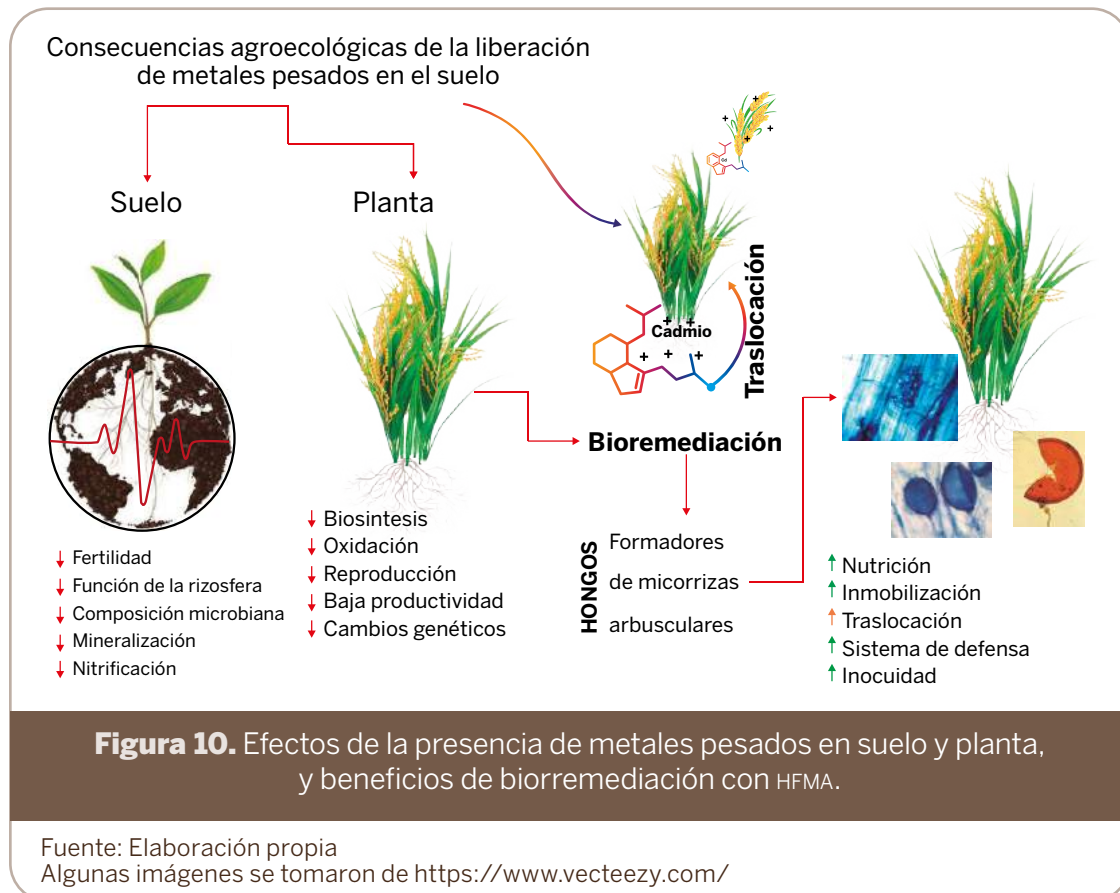 Consecuencias agroecológicas de la liberación
de metales pesados en el suelo
Suelo
Planta
↓ Fertilidad
↓ Función de la rizosfera
↓ Composición microbiana
↓ Mineralización
↓ Nitrificación
↓ Biosintesis
↓ Oxidación
↓ Reproducción
↓ Baja productividad
↓ Cambios genéticos
Cd
Cadmio
Traslocación
Bioremediación
HONGOS
Formadores
de micorrizas
arbusculares
↑ Nutrición
↑ Inmobilización
↑ Traslocación
↑ Sistema de defensa
↑ Inocuidad
Figura 10. Efectos de la presencia de metales pesados en suelo y planta,
y beneficios de biorremediación con HFMA.
Fuente: Elaboración propia
Algunas imágenes se tomaron de https://www.vecteezy.com/